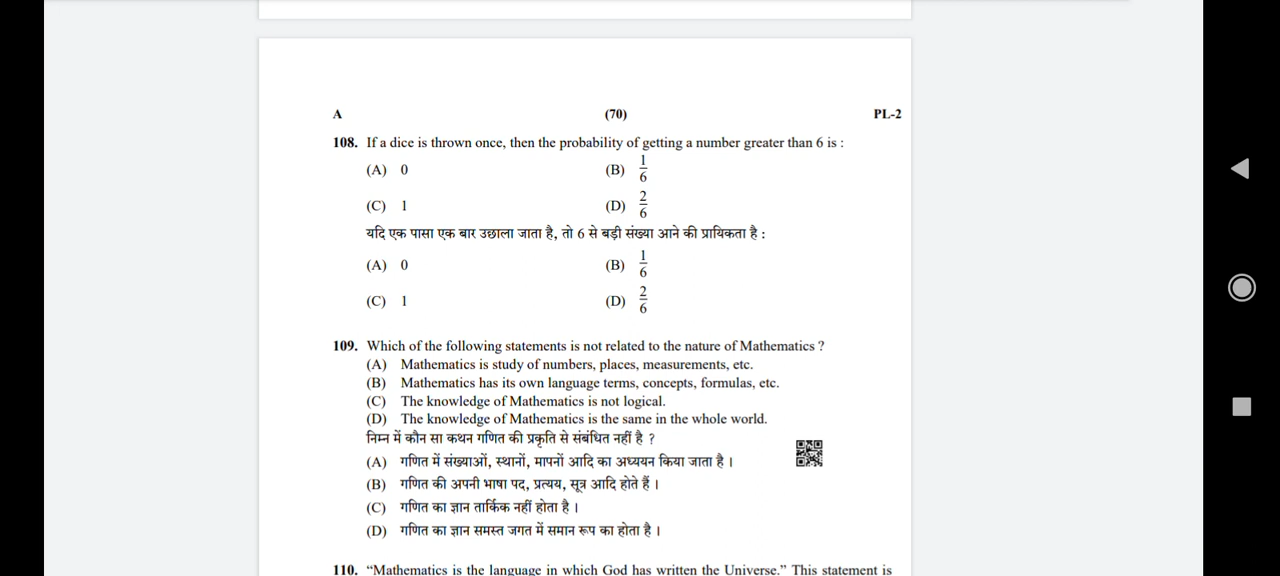 A (70) PL-2
108. If a dice is thrown once, then the probability of getting a number greater than 6 is :
(A) 0 (B) 1/6
(C) 1 (D) 2/6
यदि एक पासा एक बार उछाला जाता है, तो 6 से बड़ी संख्या आने की प्रायिकता है :
(A) 0 (B) 1/6
(C) 1 (D) 2/6
109. Which of the following statements is not related to the nature of Mathematics ?
(A) Mathematics is study of numbers, places, measurements, etc.
(B) Mathematics has its own language terms, concepts, formulas, etc.
(C) The knowledge of Mathematics is not logical.
(D) The knowledge of Mathematics is the same in the whole world.
निम्न में कौन सा कथन गणित की प्रकृति से संबंधित नहीं है ?
(A) गणित में संख्याओं, स्थानों, मापनों आदि का अध्ययन किया जाता है ।
(B) गणित की अपनी भाषा पद, प्रत्यय, सूत्र आदि होते हैं ।
(C) गणित का ज्ञान तार्किक नहीं होता है ।
(D) गणित का ज्ञान समस्त जगत में समान रूप का होता है ।
110. “Mathematics is the language in which God has written the Universe.” This statement is